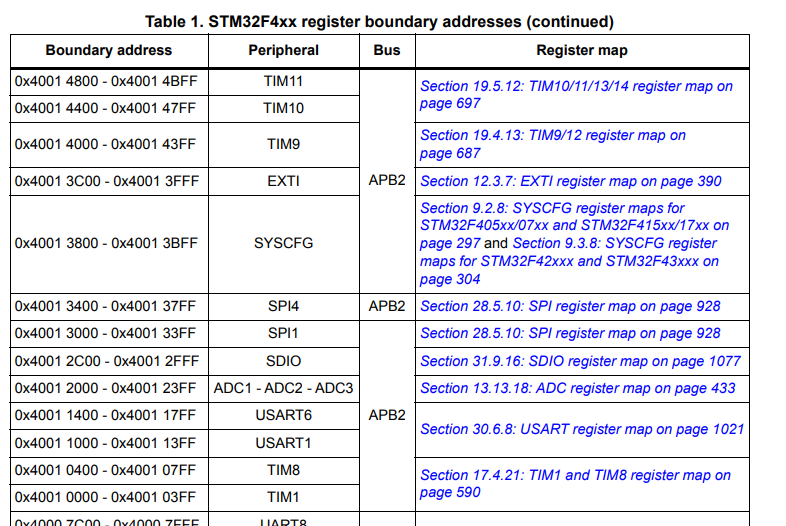 Table 1. STM32F4xx register boundary addresses (continued)
Boundary address Peripheral Bus Register map
0x4001 4800 - 0x4001 4BFF TIM11 APB2 Section 19.5.12: TIM10/11/13/14 register map on
page 697
0x4001 4400 - 0x4001 47FF TIM10
0x4001 4000 - 0x4001 43FF TIM9 Section 19.4.13: TIM9/12 register map on
page 687
0x4001 3C00 - 0x4001 3FFF EXTI Section 12.3.7: EXTI register map on page 390
0x4001 3800 - 0x4001 3BFF SYSCFG Section 9.2.8: SYSCFG register maps for
STM32F405xx/07xx and STM32F415xx/17xx on
page 297 and Section 9.3.8: SYSCFG register
maps for STM32F42xxx and STM32F43xxx on
page 304
0x4001 3400 - 0x4001 37FF SPI4 APB2 Section 28.5.10: SPI register map on page 928
0x4001 3000 - 0x4001 33FF SPI1 APB2 Section 28.5.10: SPI register map on page 928
0x4001 2C00 - 0x4001 2FFF SDIO Section 31.9.16: SDIO register map on page 1077
0x4001 2000 - 0x4001 23FF ADC1 - ADC2 - ADC3 Section 13.13.18: ADC register map on page 433
0x4001 1400 - 0x4001 17FF USART6 Section 30.6.8: USART register map on page 1021
0x4001 1000 - 0x4001 13FF USART1
0x4001 0400 - 0x4001 07FF TIM8 Section 17.4.21: TIM1 and TIM8 register map on
page 590
0x4001 0000 - 0x4001 03FF TIM1
0x4000 7C00 - 0x4000 7FFF UART8